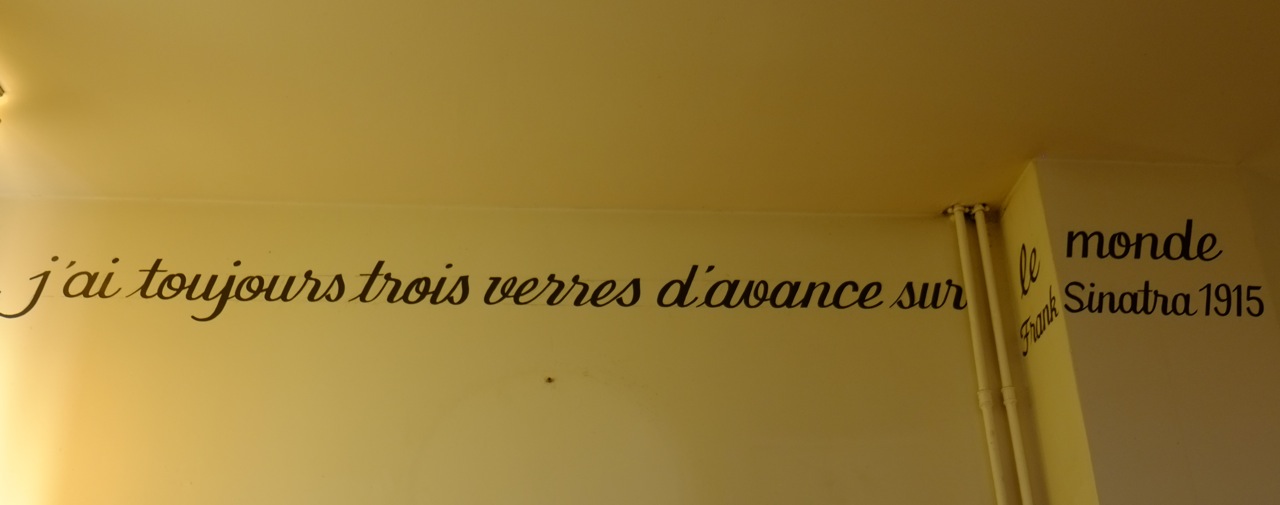 j'ai toujours trois verres d'avance sur le monde
Frank Sinatra 1915